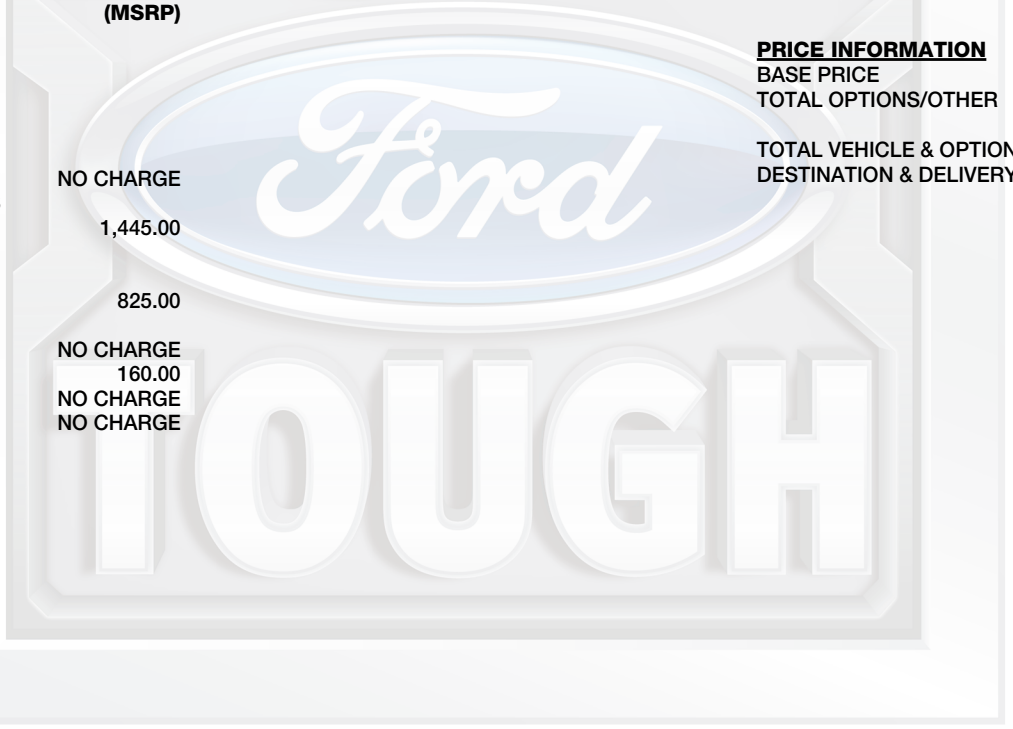 (MSRP)
NO CHARGE
1,445.00
825.00
NO CHARGE
160.00
NO CHARGE
NO CHARGE
PRICE INFORMATION
BASE PRICE
TOTAL OPTIONS/OTHER
TOTAL VEHICLE & OPTION
DESTINATION & DELIVERY
Ford
TOUGH